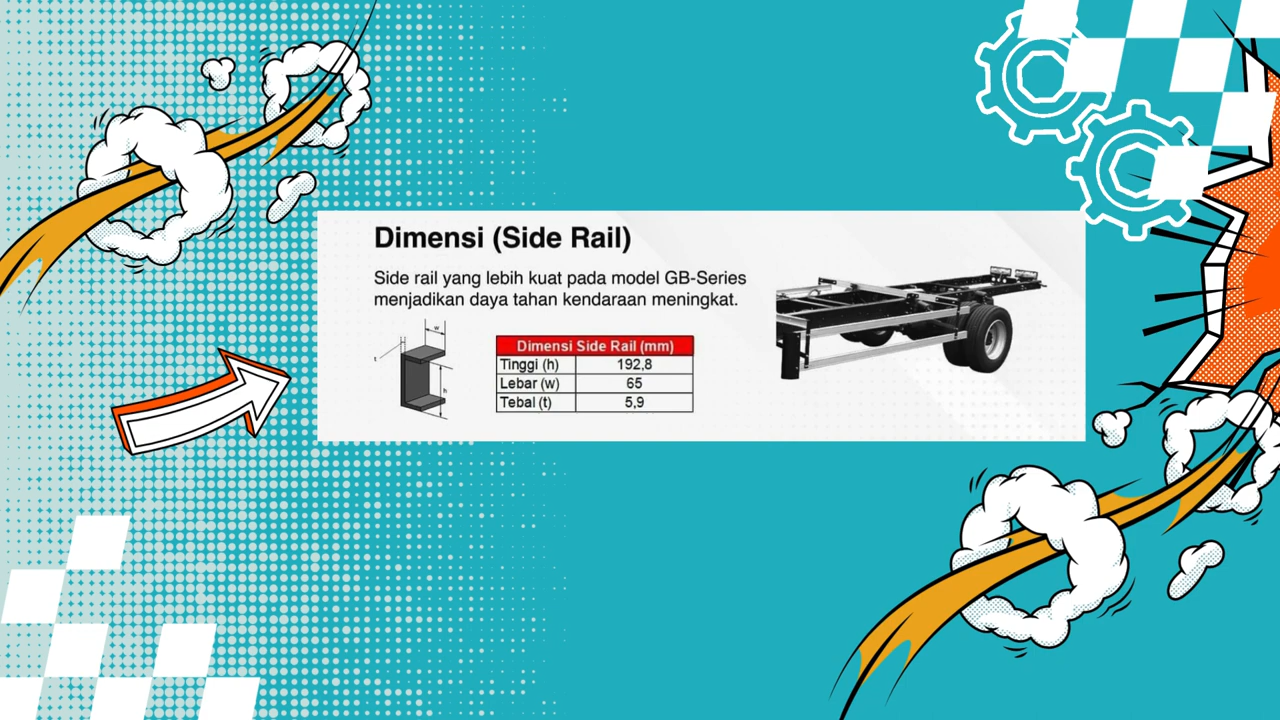 Dimensi (Side Rail)
Side rail yang lebih kuat pada model GB-Series
menjadikan daya tahan kendaraan meningkat.
w
t
h
Dimensi Side Rail (mm)
Tinggi (h) 192,8
Lebar (w) 65
Tebal (t) 5,9